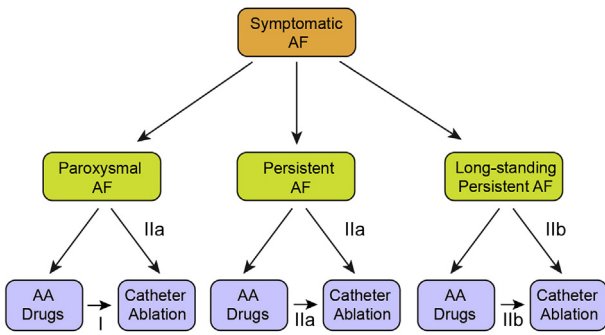 Symptomatic
AF
Paroxysmal
AF
Persistent
AF
Long-standing
Persistent AF
IIa
IIa
IIb
AA
Drugs
I
Catheter
Ablation
AA
Drugs
IIa
Catheter
Ablation
AA
Drugs
IIb
Catheter
Ablation